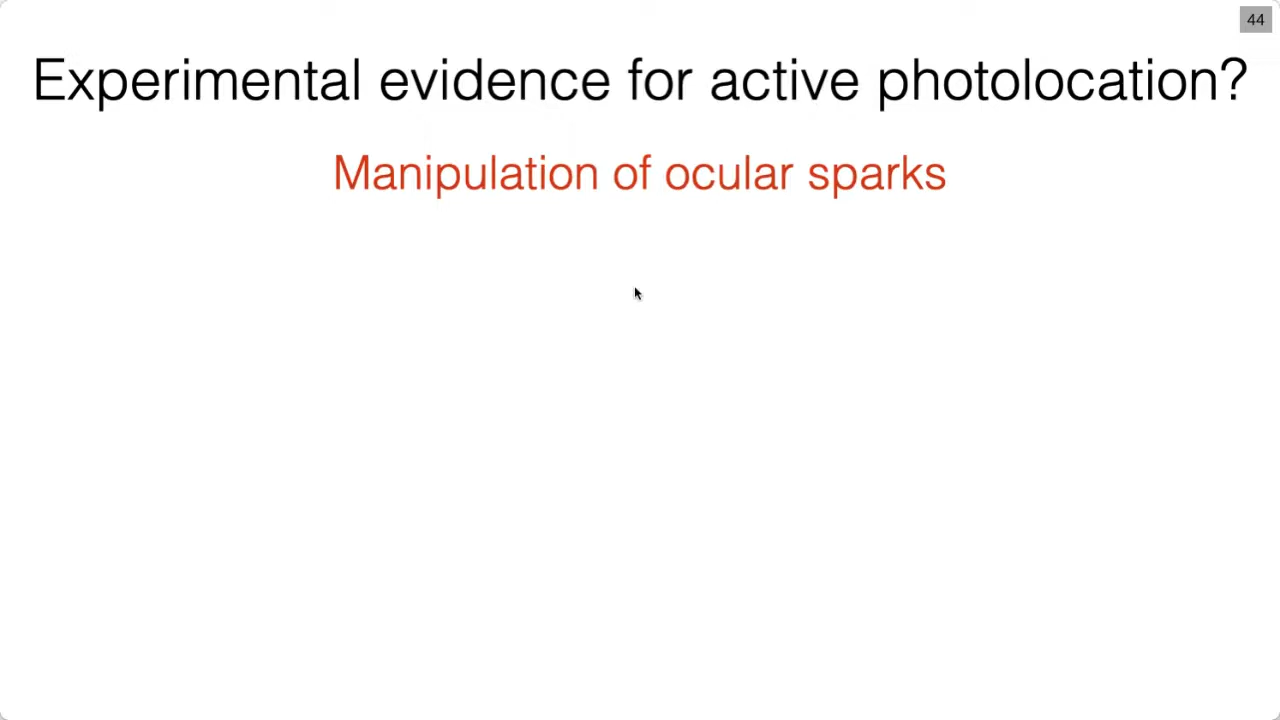 44
Experimental evidence for active photolocation?
Manipulation of ocular sparks